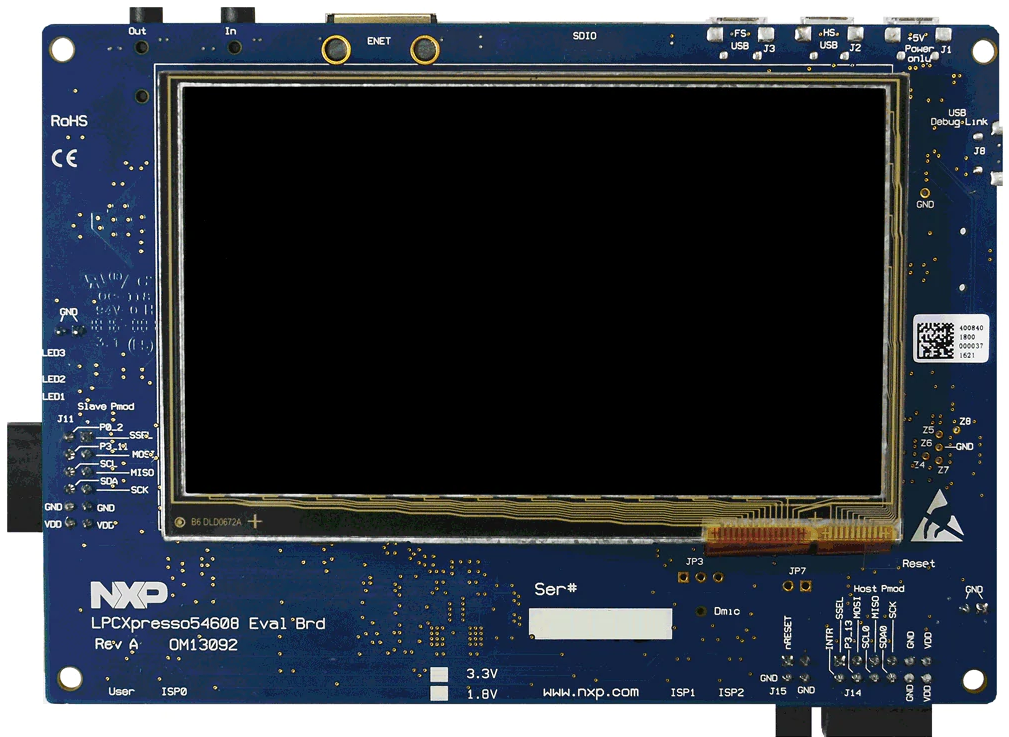 Out
In
ENET
SDIO
FS
USB
J3
HS
USB
J2
5V
Power
only
J1
RoHS
CE
USB
Debug-Link
J8
GND
GND
LED3
LED2
LED1
400840
1800
000037
1621
Slave Pmod
J11
P0_2
SSEL
P3_11
MOSI
SCL
MISO
SDA
SCK
GND
GND
VDD
VDD
Z8
Z5
Z6
GND
Z4
Z7
B6 DLD0672A
Reset
JP3
JP7
Ser#
Dmic
Host Pmod
GND
INTR
SSEL
P3_13
MOSI
SCL0
MISO
SDA0
SCK
GND
VDD
nRESET
NXP
LPCXpresso54608 Eval Brd
Rev A OM13092
3.3V
1.8V
User
ISP0
www.nxp.com
ISP1
ISP2
GND
J15
GND
J14
GND
VDD